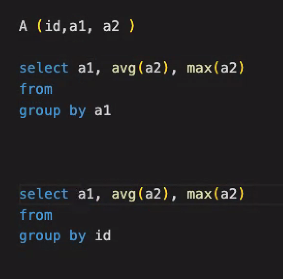 A (id,a1, a2 )
select a1, avg(a2), max(a2)
from
group by a1
select a1, avg(a2), max(a2)
from
group by id